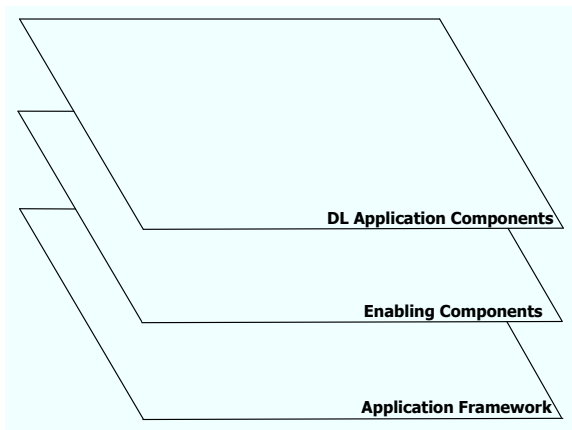 DL Application Components
Enabling Components
Application Framework